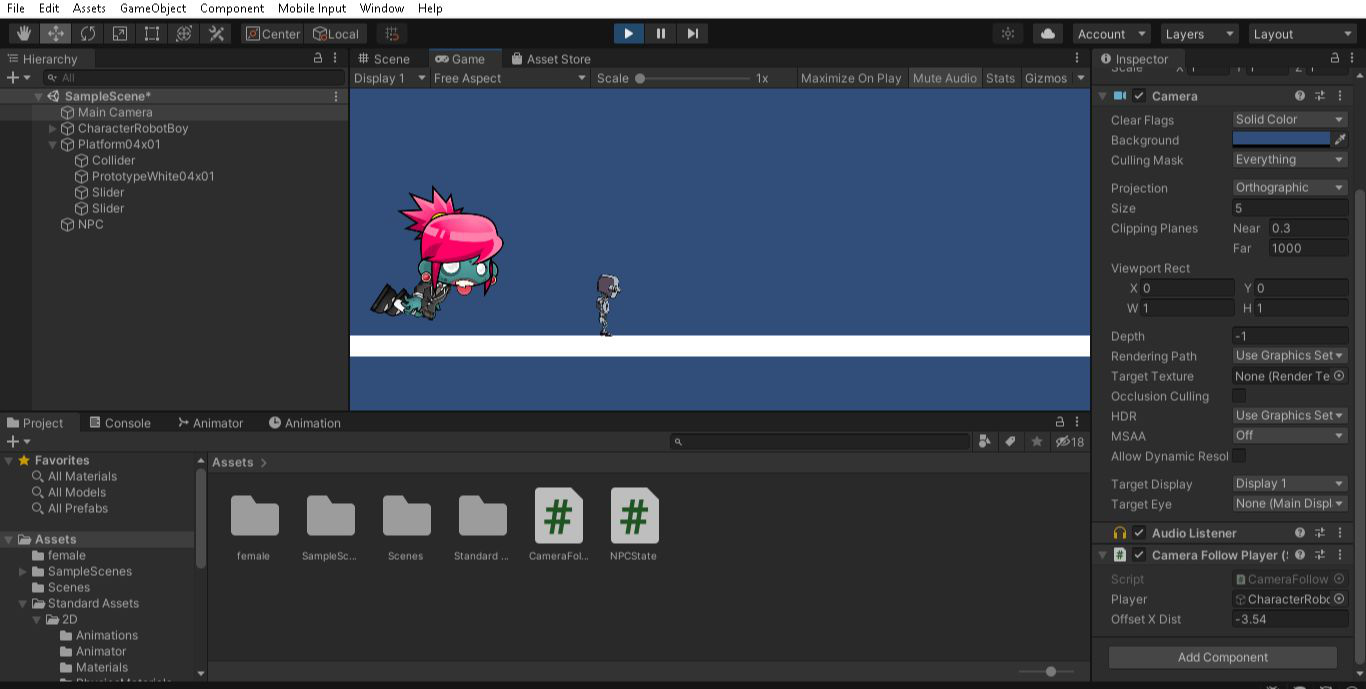 File Edit Assets GameObject Component Mobile Input Window Help
Center Local Account Layers Layout
Hierarchy Scene Game Asset Store Inspector
All Display 1 Free Aspect Scale 1x Maximize On Play Mute Audio Stats Gizmos
SampleScene*
Main Camera
CharacterRobotBoy
Platform04x01
Collider
PrototypeWhite04x01
Slider
Slider
NPC
Scale X 1 Y 1 Z 1
Camera
Clear Flags Solid Color
Background
Culling Mask Everything
Projection Orthographic
Size 5
Clipping Planes Near 0.3
Far 1000
Viewport Rect
X 0 Y 0
W 1 H 1
Depth -1
Rendering Path Use Graphics Set
Target Texture None (Render Te
Occlusion Culling
HDR Use Graphics Set
MSAA Off
Allow Dynamic Resol
Target Display Display 1
Target Eye None (Main Displ
Audio Listener
Camera Follow Player (
Script CameraFollow
Player CharacterRobo
Offset X Dist -3.54
Add Component
Project Console Animator Animation
18
Favorites
All Materials
All Models
All Prefabs
Assets
female
SampleScenes
Scenes
Standard Assets
2D
Animations
Animator
Materials
Assets
female SampleSc... Scenes Standard ... CameraFol... NPCState